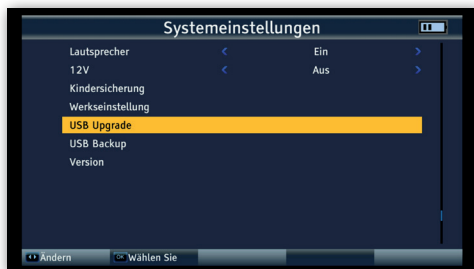 Systemeinstellungen
Lautsprecher < Ein >
12V < Aus >
Kindersicherung
Werkseinstellung
USB Upgrade
USB Backup
Version
Ändern OK Wählen Sie